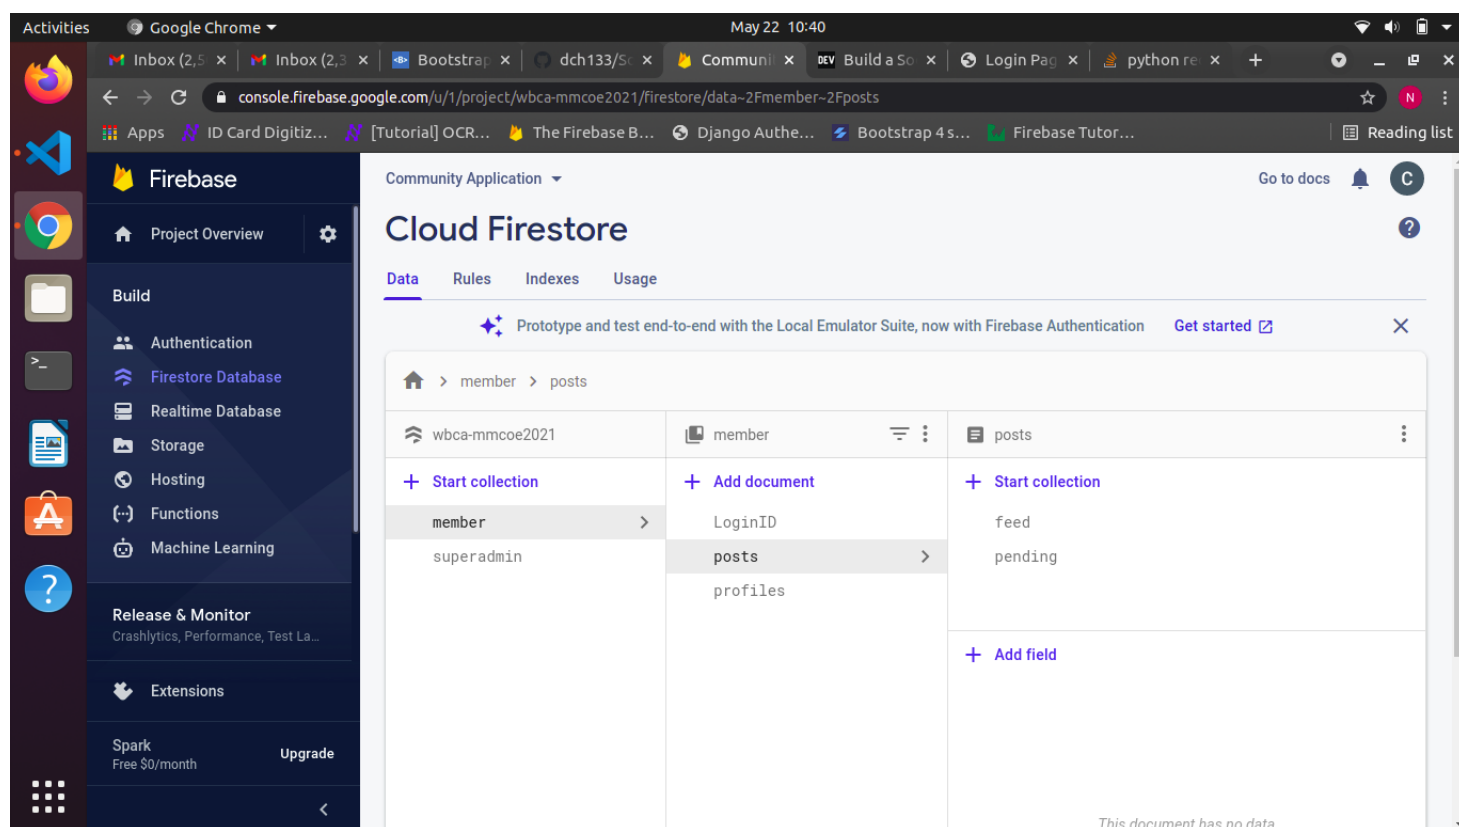 Activities Google Chrome May 22 10:40
Inbox (2,5 Inbox (2,3 Bootstrap dch133/So Communit DEV Build a So Login Pag python re
console.firebase.google.com/u/1/project/wbca-mmcoe2021/firestore/data~2Fmember~2Fposts N
Apps ID Card Digitiz... [Tutorial] OCR... The Firebase B... Django Authe... Bootstrap 4 s... Firebase Tutor... Reading list
Firebase
Community Application Go to docs C
Project Overview
Cloud Firestore
Data Rules Indexes Usage
Build
Prototype and test end-to-end with the Local Emulator Suite, now with Firebase Authentication Get started
Authentication
Firestore Database
Realtime Database
Storage
Hosting
Functions
Machine Learning
Release & Monitor
Crashlytics, Performance, Test La...
Extensions
Spark
Free $0/month
Upgrade
member > posts
wbca-mmcoe2021 member posts
+ Start collection + Add document + Start collection
member LoginID feed
superadmin posts pending
profiles
+ Add field
This document has no data